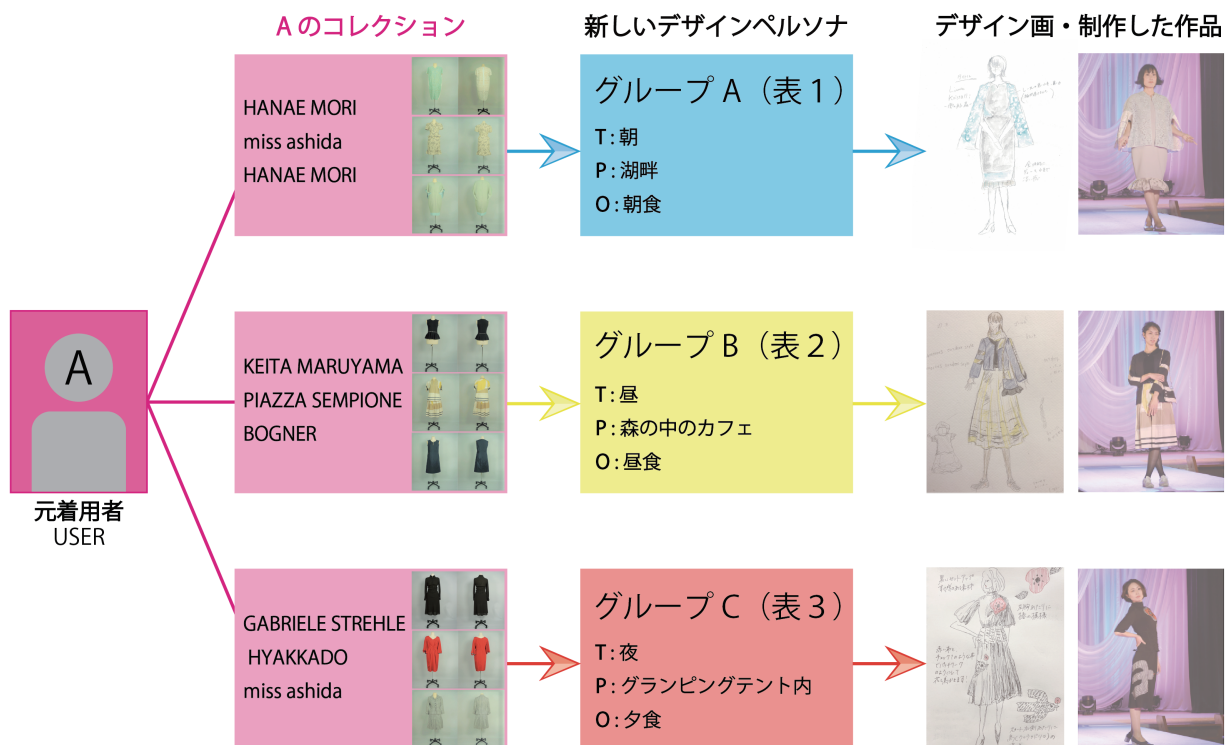 Aのコレクション
新しいデザインペルソナ
デザイン画・制作した作品
HANAE MORI
miss ashida
HANAE MORI
グループ A（表１）
T : 朝
P : 湖畔
O : 朝食
A
元着用者
USER
KEITA MARUYAMA
PIAZZA SEMPIONE
BOGNER
グループ B（表２）
T : 昼
P : 森の中のカフェ
O : 昼食
GABRIELE STREHLE
HYAKKADO
miss ashida
グループ C（表３）
T : 夜
P : グランピングテント内
O : 夕食